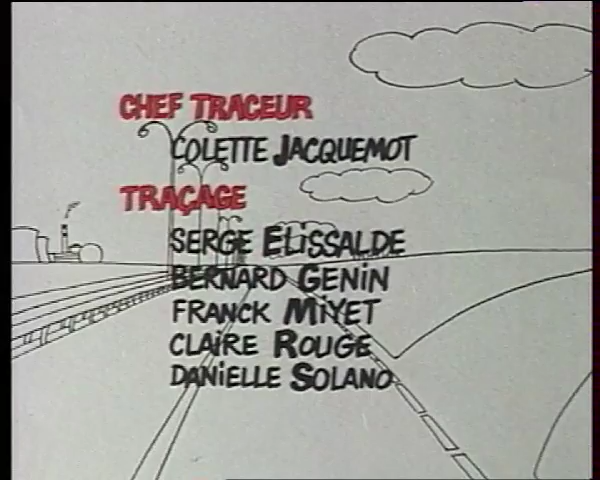 CHEF TRACEUR
COLETTE JACQUEMOT
TRAÇAGE
SERGE ELiSSALDE
BERNARD GENiN
FRANCK MiYET
CLAiRE ROUGE
DANiELLE SOLANO